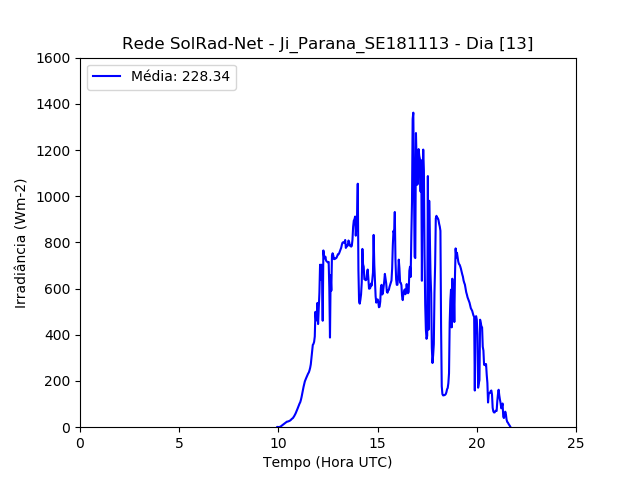 Rede SolRad-Net - Ji_Parana_SE181113 - Dia [13]
Média: 228.34
1600
1400
1200
1000
800
600
400
200
0
Irradiância (Wm-2)
0 5 10 15 20 25
Tempo (Hora UTC)